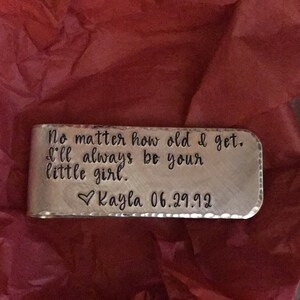 No matter how old I get,
I'll always be your
little girl.
♡Kayla 06.29.92